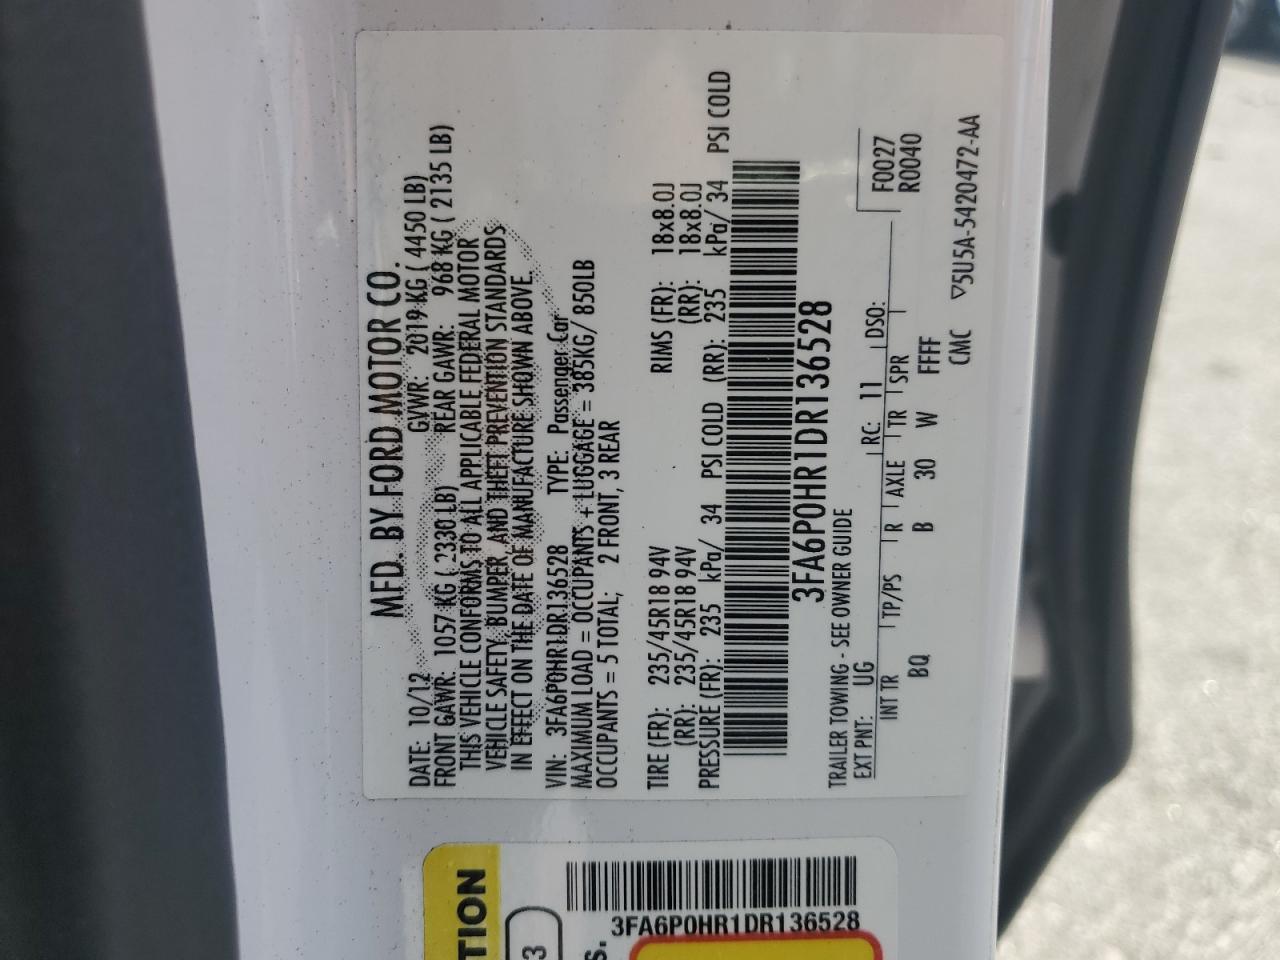 MFD. BY FORD MOTOR CO.
DATE: 10/12 GVWR: 2019 KG ( 4450 LB)
FRONT GAWR: 1057 KG ( 2330 LB) REAR GAWR: 968 KG ( 2135 LB)
THIS VEHICLE CONFORMS TO ALL APPLICABLE FEDERAL MOTOR
VEHICLE SAFETY, BUMPER, AND THEFT PREVENTION STANDARDS
IN EFFECT ON THE DATE OF MANUFACTURE SHOWN ABOVE.
VIN: 3FA6P0HR1DR136528 TYPE: Passenger Car
MAXIMUM LOAD = OCCUPANTS + LUGGAGE = 385KG/ 850LB
OCCUPANTS = 5 TOTAL; 2 FRONT, 3 REAR
TIRE (FR): 235/45R18 94V RIMS (FR): 18x8.0J
(RR): 235/45R18 94V (RR): 18x8.0J
PRESSURE (FR): 235 kPa/ 34 PSI COLD (RR): 235 kPa/ 34 PSI COLD
3FA6P0HR1DR136528
TRAILER TOWING - SEE OWNER GUIDE
EXT PNT: UG RC: 11 DSO: F0027
INT TR TP/PS R AXLE TR SPR R0040
BQ B 30 W FFFF
CMC ▽5U5A-5420472-AA
TION
3
3FA6P0HR1DR136528
s.